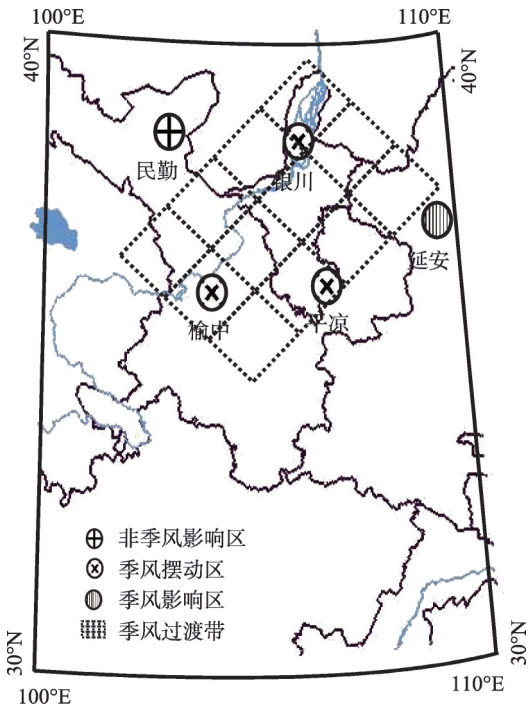 100°E
110°E
40°N
40°N
民勤
银川
延安
榆中
平凉
非季风影响区
季风摆动区
季风影响区
季风过渡带
30°N
30°N
100°E
110°E